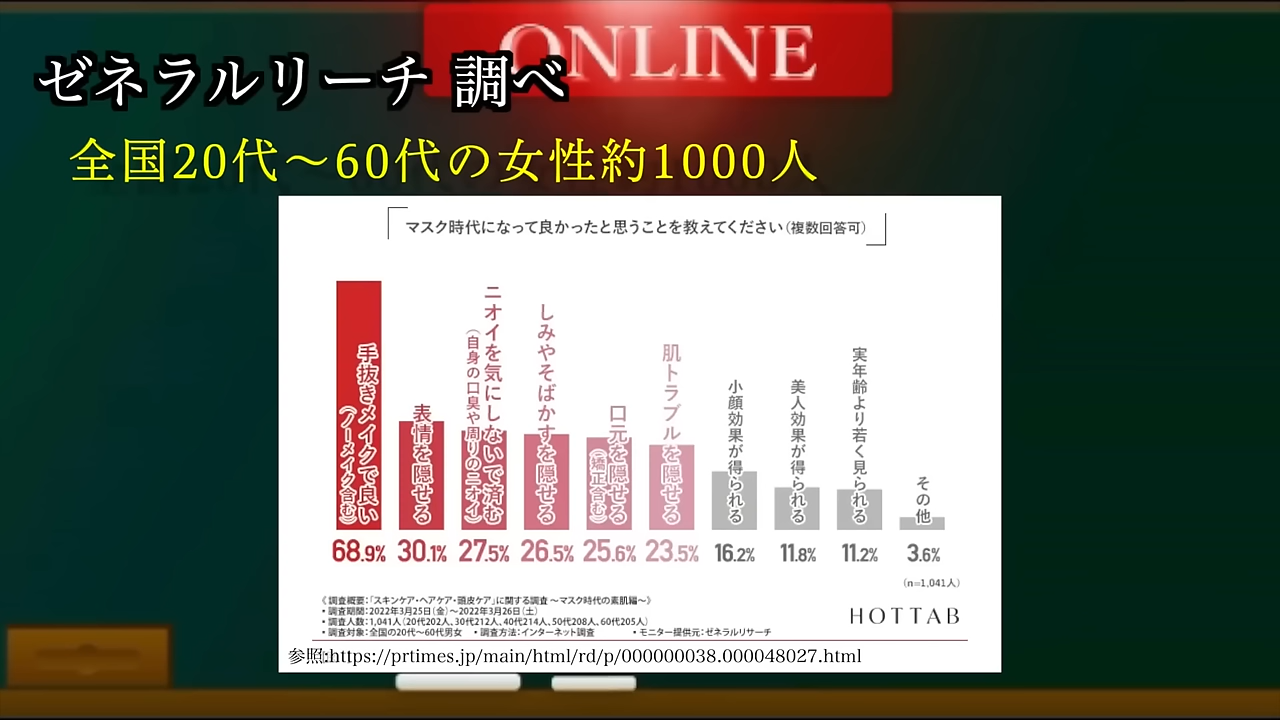 ONLINE
ゼネラルリーチ 調べ
全国20代～60代の女性約1000人
マスク時代になって良かったと思うことを教えてください(複数回答可)
手抜きメイクで良い
(ノーメイク含む)
表情を隠せる
ニオイを気にしないで済む
(自身の口臭や周りのニオイ)
しみやそばかすを隠せる
口元を隠せる
(矯正含む)
肌トラブルを隠せる
小顔効果が得られる
美人効果が得られる
実年齢より若く見られる
その他
68.9% 30.1% 27.5% 26.5% 25.6% 23.5% 16.2% 11.8% 11.2% 3.6%
(n=1,041人)
《調査概要:「スキンケア・ヘアケア・頭皮ケア」に関する調査 ～マスク時代の素肌編～》
・調査期間:2022年3月25日(金)～2022年3月26日(土)
・調査人数:1,041人(20代202人、30代212人、40代214人、50代208人、60代205人)
・調査対象:全国の20代～60代男女 ・調査方法:インターネット調査 ・モニター提供元:ゼネラルリサーチ
HOTTAB
参照:https://prtimes.jp/main/html/rd/p/000000038.000048027.html